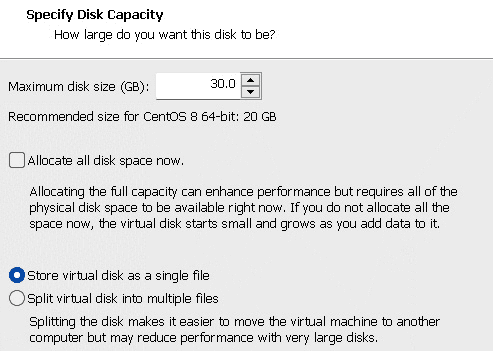 Specify Disk Capacity
How large do you want this disk to be?
Maximum disk size (GB): 30.0
Recommended size for CentOS 8 64-bit: 20 GB
Allocate all disk space now.
Allocating the full capacity can enhance performance but requires all of the
physical disk space to be available right now. If you do not allocate all the
space now, the virtual disk starts small and grows as you add data to it.
Store virtual disk as a single file
Split virtual disk into multiple files
Splitting the disk makes it easier to move the virtual machine to another
computer but may reduce performance with very large disks.